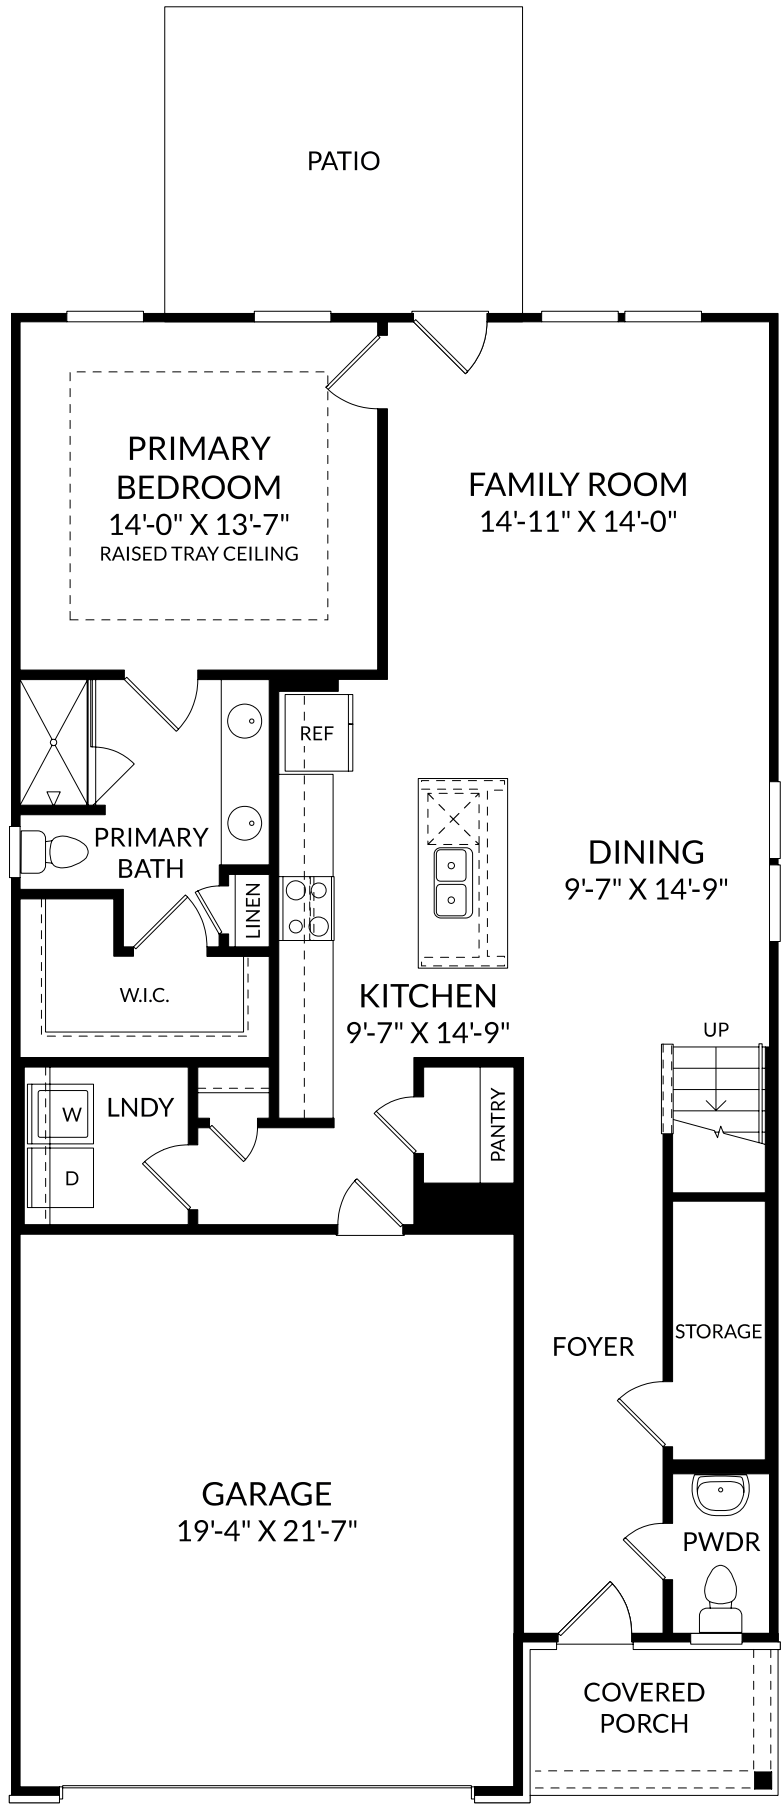 PATIO
PRIMARY
BEDROOM
14'-0" X 13'-7"
RAISED TRAY CEILING
FAMILY ROOM
14'-11" X 14'-0"
REF
PRIMARY
BATH
LINEN
DINING
9'-7" X 14'-9"
W.I.C.
KITCHEN
9'-7" X 14'-9"
UP
W
LNDY
D
PANTRY
FOYER
STORAGE
GARAGE
19'-4" X 21'-7"
PWDR
COVERED
PORCH